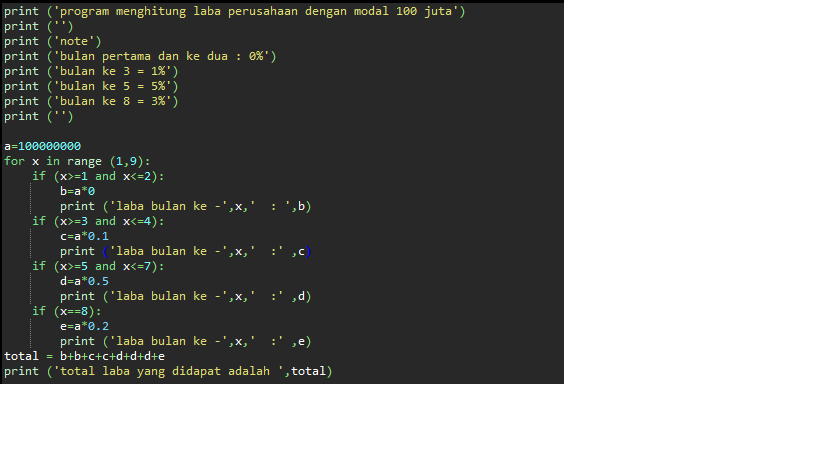 print ('program menghitung laba perusahaan dengan modal 100 juta')
print ('')
print ('note')
print ('bulan pertama dan ke dua : 0%')
print ('bulan ke 3 = 1%')
print ('bulan ke 5 = 5%')
print ('bulan ke 8 = 3%')
print ('')

a=100000000
for x in range (1,9):
    if (x>=1 and x<=2):
        b=a*0
        print ('laba bulan ke -',x,'  : ',b)
    if (x>=3 and x<=4):
        c=a*0.1
        print ('laba bulan ke -',x,'  :' ,c)
    if (x>=5 and x<=7):
        d=a*0.5
        print ('laba bulan ke -',x,'  :' ,d)
    if (x==8):
        e=a*0.2
        print ('laba bulan ke -',x,'  :' ,e)
total = b+b+c+c+d+d+d+e
print ('total laba yang didapat adalah ',total)